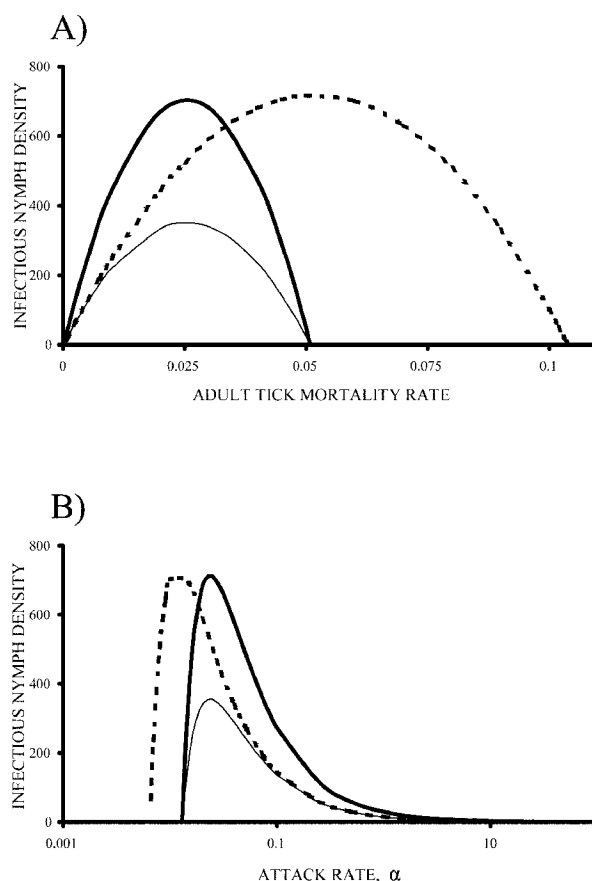 A)
INFECTIOUS NYMPH DENSITY
800
600
400
200
0
0 0.025 0.05 0.075 0.1
ADULT TICK MORTALITY RATE
B)
INFECTIOUS NYMPH DENSITY
800
600
400
200
0
0.001 0.1 10
ATTACK RATE, α